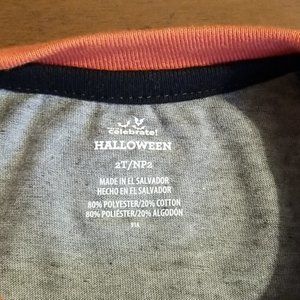 celebrate!
HALLOWEEN
2T/NP2
MADE IN EL SALVADOR
HECHO EN EL SALVADOR
80% POLYESTER/20% COTTON
80% POLIÉSTER/20% ALGODÓN